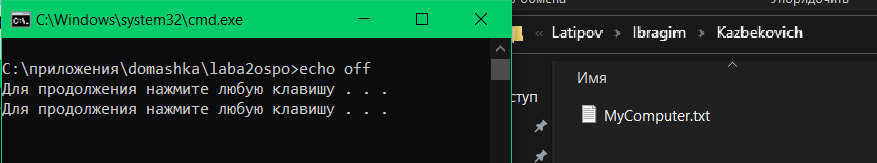 C:\Windows\system32\cmd.exe
C:\приложения\domashka\laba2ospo>echo off
Для продолжения нажмите любую клавишу . . .
Для продолжения нажмите любую клавишу . . .
« Latipov » Ibragim » Kazbekovich
Имя
ступ
MyComputer.txt